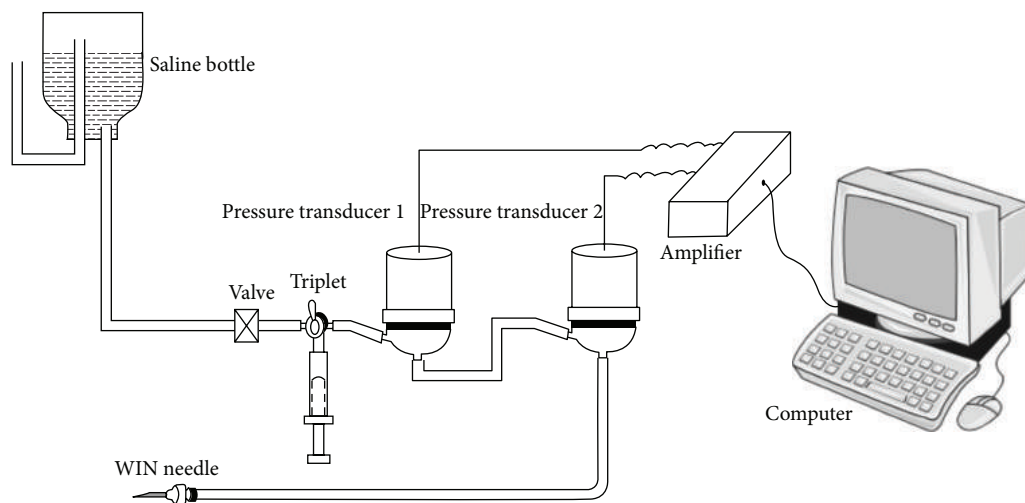 Saline bottle
Pressure transducer 1
Pressure transducer 2
Amplifier
Triplet
Valve
Computer
WIN needle